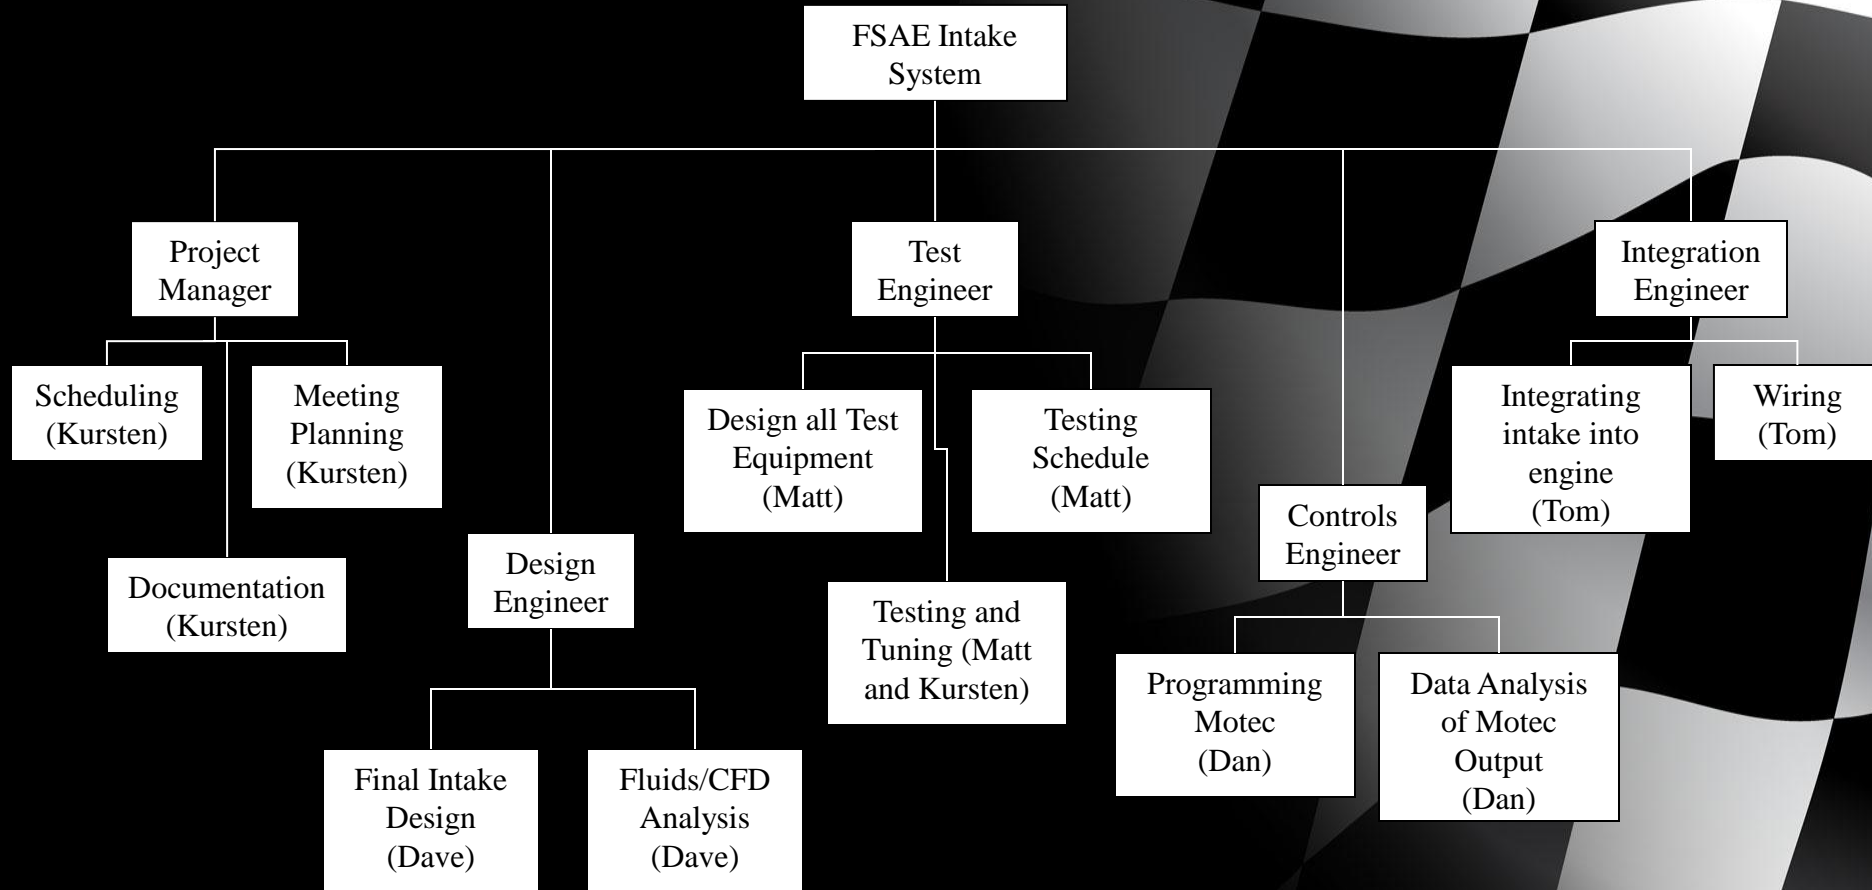 FSAE Intake
System
Project
Manager
Test
Engineer
Integration
Engineer
Scheduling
(Kursten)
Meeting
Planning
(Kursten)
Design all Test
Equipment
(Matt)
Testing
Schedule
(Matt)
Integrating
intake into
engine
(Tom)
Wiring
(Tom)
Controls
Engineer
Documentation
(Kursten)
Design
Engineer
Testing and
Tuning (Matt
and Kursten)
Programming
Motec
(Dan)
Data Analysis
of Motec
Output
(Dan)
Final Intake
Design
(Dave)
Fluids/CFD
Analysis
(Dave)